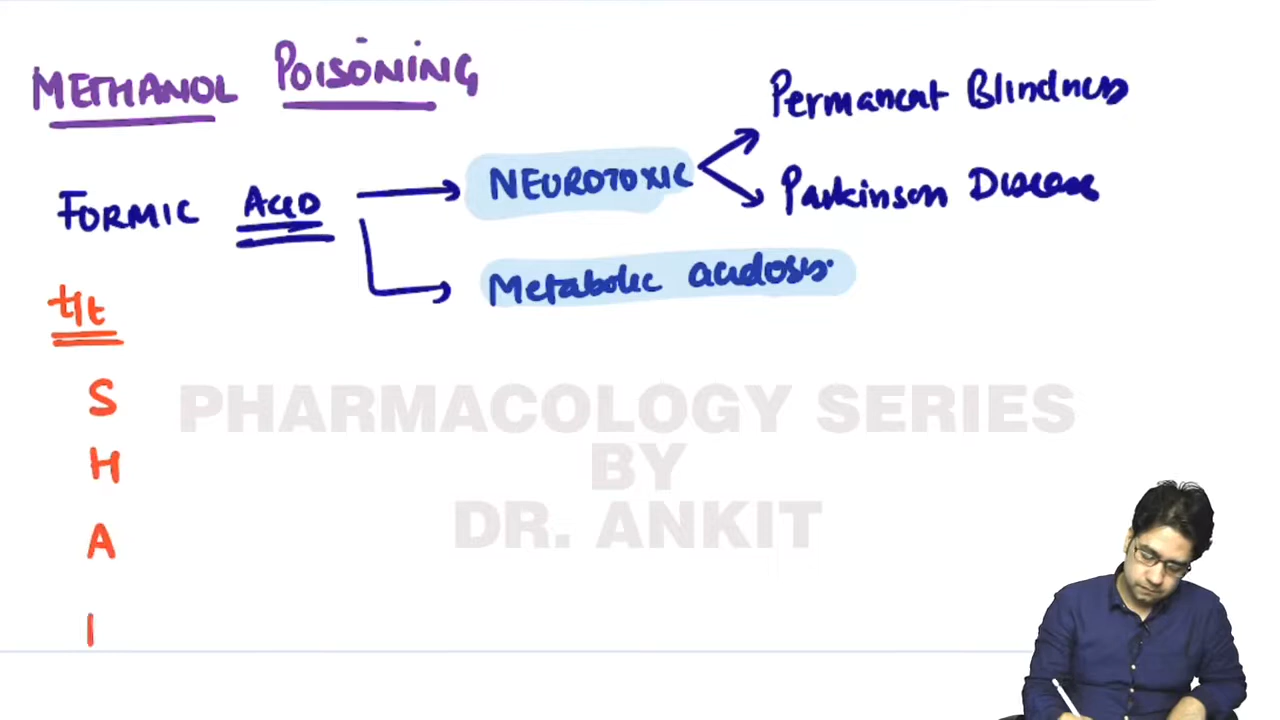 METHANOL POISONING
Permanent Blindness
FORMIC ACID NEUROTOXIC
Parkinson Disease
Metabolic acidosis.
t/t
S
H
A
I
PHARMACOLOGY SERIES
BY
DR. ANKIT